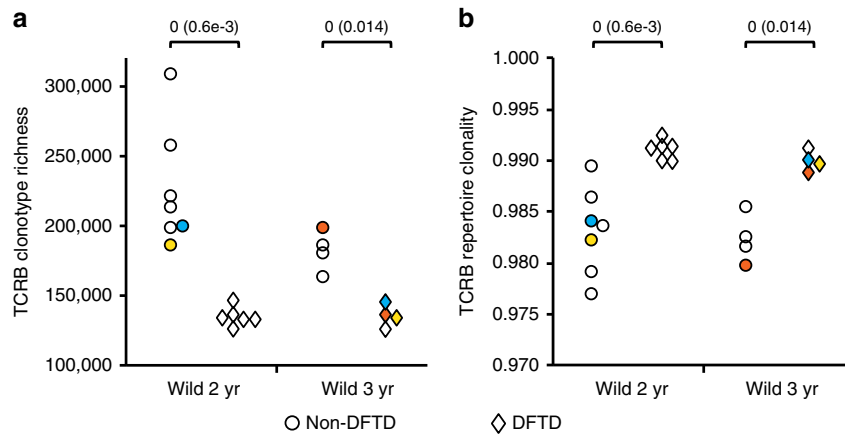 a
0 (0.6e-3) 0 (0.014)
TCRB clonotype richness
300,000
250,000
200,000
150,000
100,000
Wild 2 yr Wild 3 yr
b
0 (0.6e-3) 0 (0.014)
TCRB repertoire clonality
1.000
0.995
0.990
0.985
0.980
0.975
0.970
Wild 2 yr Wild 3 yr
Non-DFTD DFTD